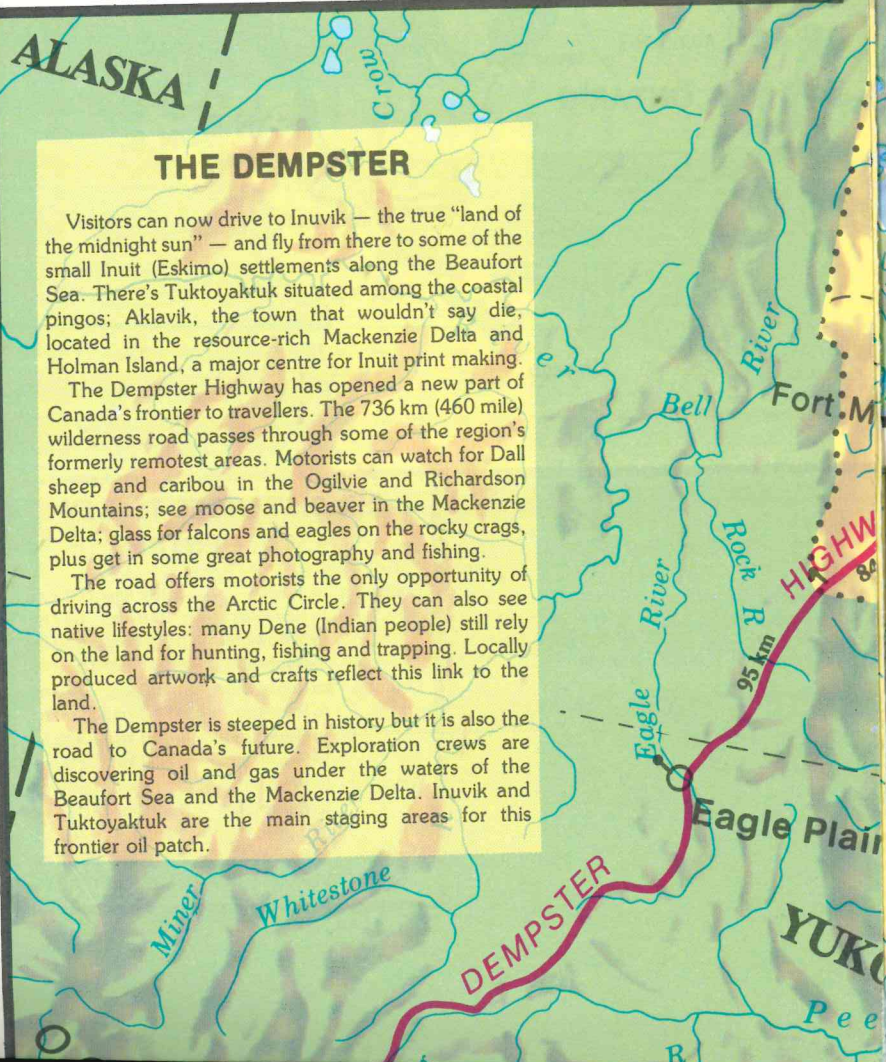 ALASKA
Crow
THE DEMPSTER
Visitors can now drive to Inuvik — the true “land of
the midnight sun” — and fly from there to some of the
small Inuit (Eskimo) settlements along the Beaufort
Sea. There's Tuktoyaktuk situated among the coastal
pingos; Aklavik, the town that wouldn't say die,
located in the resource-rich Mackenzie Delta and
Holman Island, a major centre for Inuit print making.
The Dempster Highway has opened a new part of
Canada's frontier to travellers. The 736 km (460 mile)
wilderness road passes through some of the region's
formerly remotest areas. Motorists can watch for Dall
sheep and caribou in the Ogilvie and Richardson
Mountains; see moose and beaver in the Mackenzie
Delta; glass for falcons and eagles on the rocky crags,
plus get in some great photography and fishing.
The road offers motorists the only opportunity of
driving across the Arctic Circle. They can also see
native lifestyles: many Dene (Indian people) still rely
on the land for hunting, fishing and trapping. Locally
produced artwork and crafts reflect this link to the
land.
The Dempster is steeped in history but it is also the
road to Canada's future. Exploration crews are
discovering oil and gas under the waters of the
Beaufort Sea and the Mackenzie Delta. Inuvik and
Tuktoyaktuk are the main staging areas for this
frontier oil patch.
e r
Bell
River
Fort M
Rock R
HIGHW
95 km
Eagle River
Eagle Plain
River
Miner
Whitestone
DEMPSTER
YUKO
Pee
R